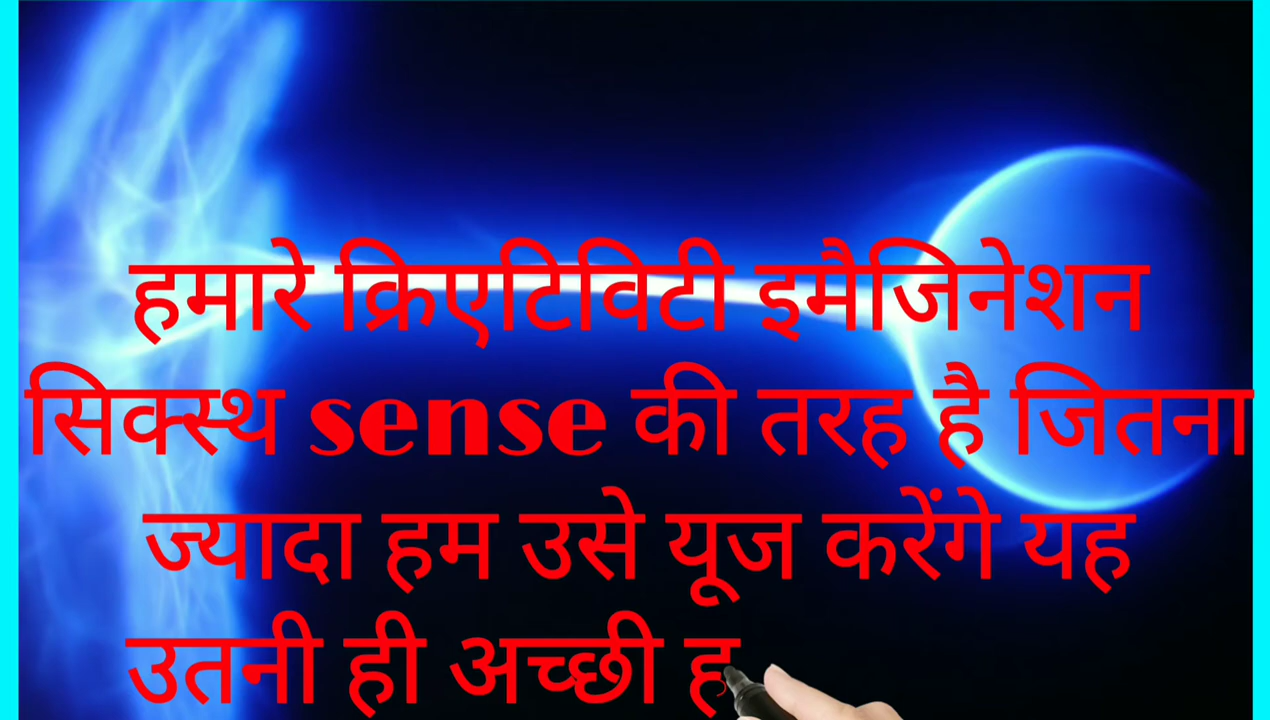 हमारे क्रिएटिविटी इमैजिनेशन
सिक्स्थ sense की तरह है जितना
ज्यादा हम उसे यूज करेंगे यह
उतनी ही अच्छी ह